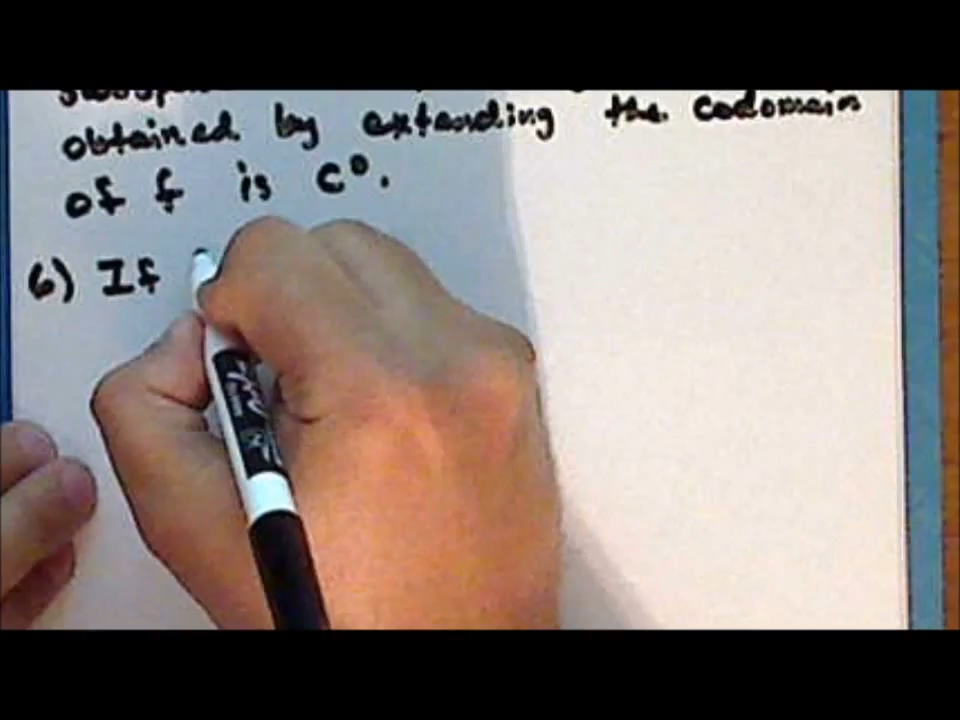 obtained by extending the codomain
of f is C⁰.
6) If